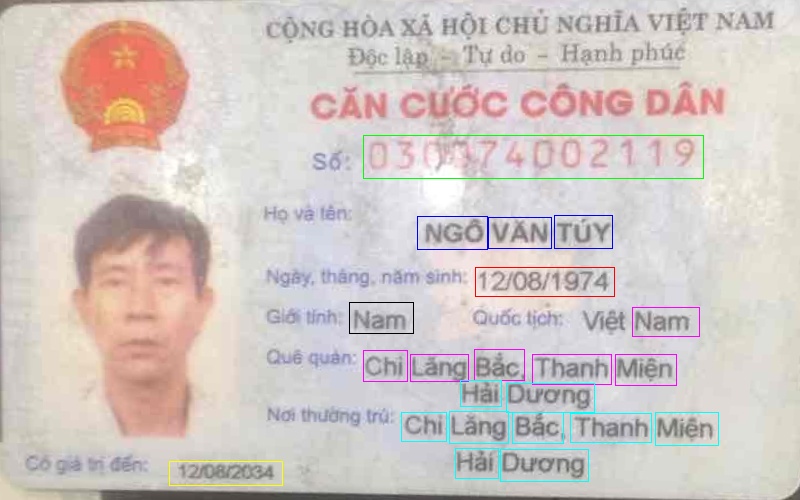 CỘNG HÒA XÃ HỘI CHỦ NGHĨA VIỆT NAM
Độc lập - Tự do - Hạnh phúc
CĂN CƯỚC CÔNG DÂN
Số:
Họ và tên: NGÔ VĂN TÚY
Ngày, tháng, năm sinh: 12/08/1974
Giới tính: Nam Quốc tịch: Việt Nam
Quê quán: Chi Lăng Bắc, Thanh Miện
Hải Dương
Nơi thường trú: Chi Lăng Bắc, Thanh Miện
Hải Dương
Có giá trị đến: 12/08/2034